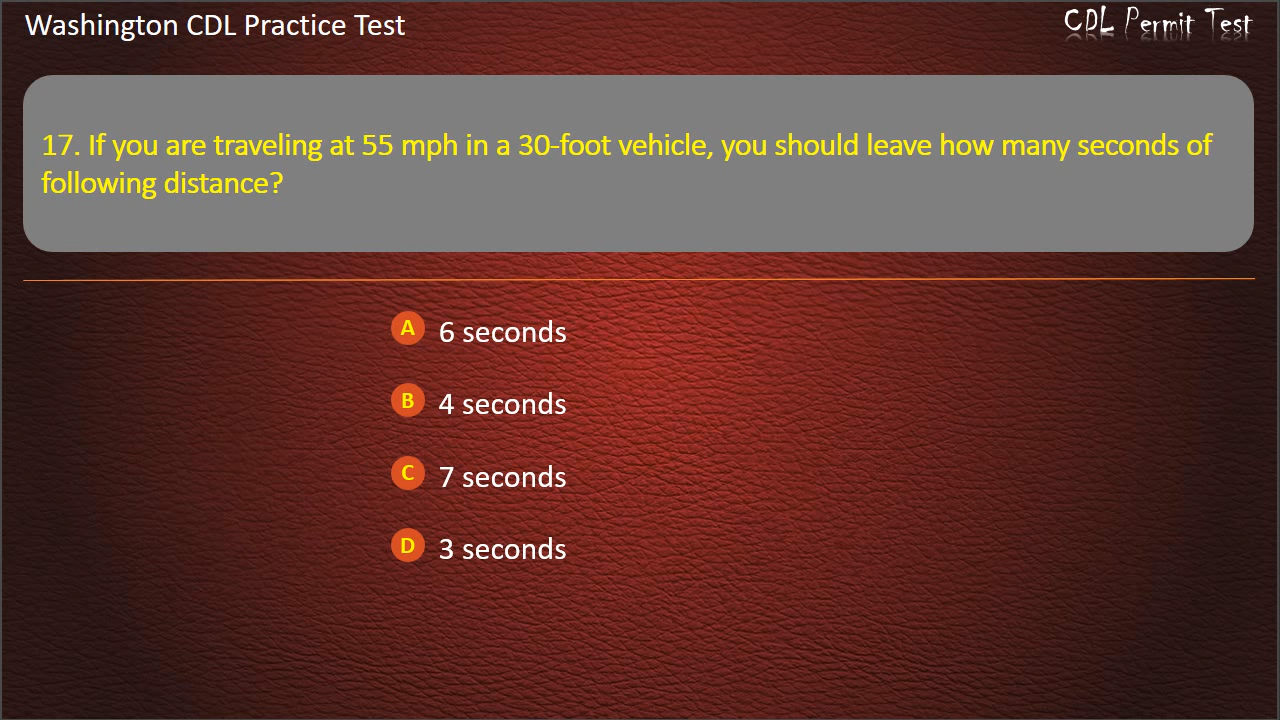 Washington CDL Practice Test
CDL Permit Test
17. If you are traveling at 55 mph in a 30-foot vehicle, you should leave how many seconds of
following distance?
A 6 seconds
B 4 seconds
C 7 seconds
D 3 seconds